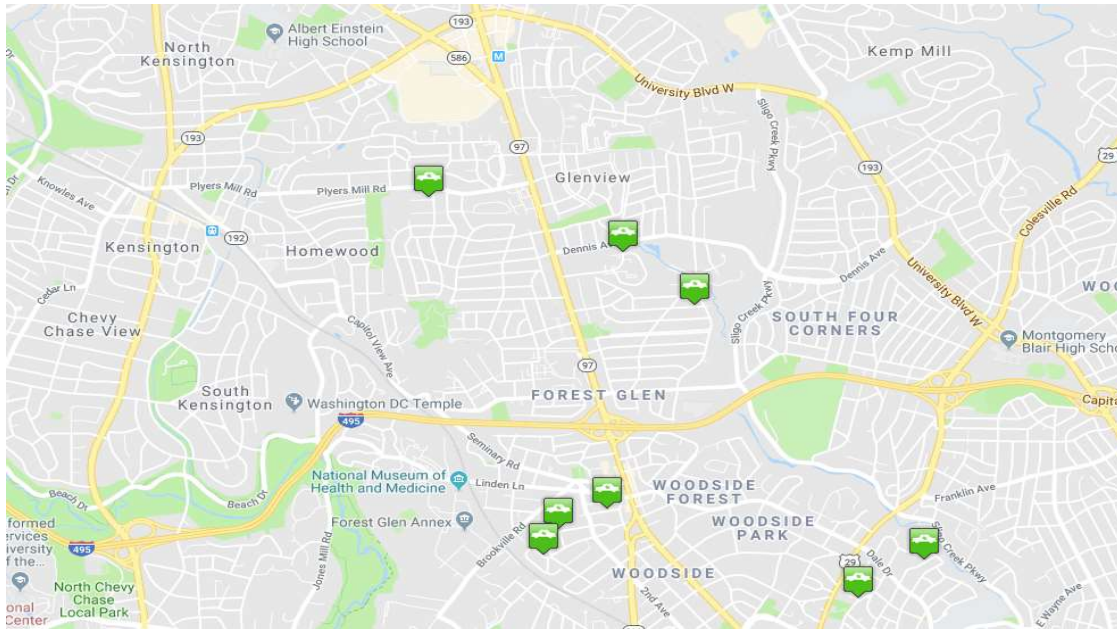 193
Albert Einstein
High School
North
Kensington
586
M
Kemp Mill
University Blvd W
Sligo Creek Pkwy
193
97
193
29
Knowles Ave
Plyers Mill Rd
Plyers Mill Rd
Glenview
Colesville Rd
Kensington
192
Homewood
Dennis Av
Dennis Ave
University Blvd W
Cedar Ln
Chevy
Chase View
Capitol View Ave
Sligo Creek Pkwy
SOUTH FOUR
CORNERS
Montgomery
Blair High Scho
97
South
Kensington
Washington DC Temple
FOREST GLEN
495
Capita
Seminary Rd
National Museum of
Health and Medicine
Linden Ln
WOODSIDE
FOREST
Franklin Ave
Beach Dr
Beach Dr
Forest Glen Annex
Brookville Rd
WOODSIDE
PARK
formed
ervices
iversity
f the...
495
Jones Mill Rd
29
Dale Dr
Sligo Creek Pkwy
North Chevy
Chase
Local Park
WOODSIDE
2nd Ave
E Wayne Ave
onal
Center